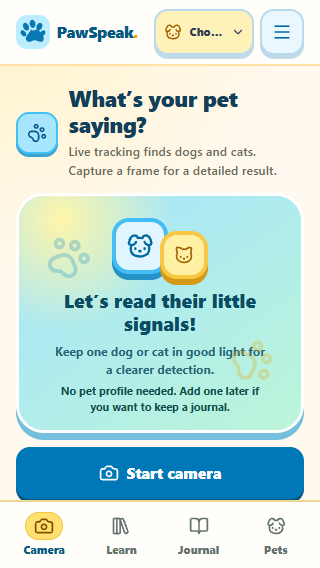 PawSpeak.
Cho...
What's your pet
saying?
Live tracking finds dogs and cats.
Capture a frame for a detailed result.
Let's read their little
signals!
Keep one dog or cat in good light for
a clearer detection.
No pet profile needed. Add one later if
you want to keep a journal.
Start camera
Camera
Learn
Journal
Pets